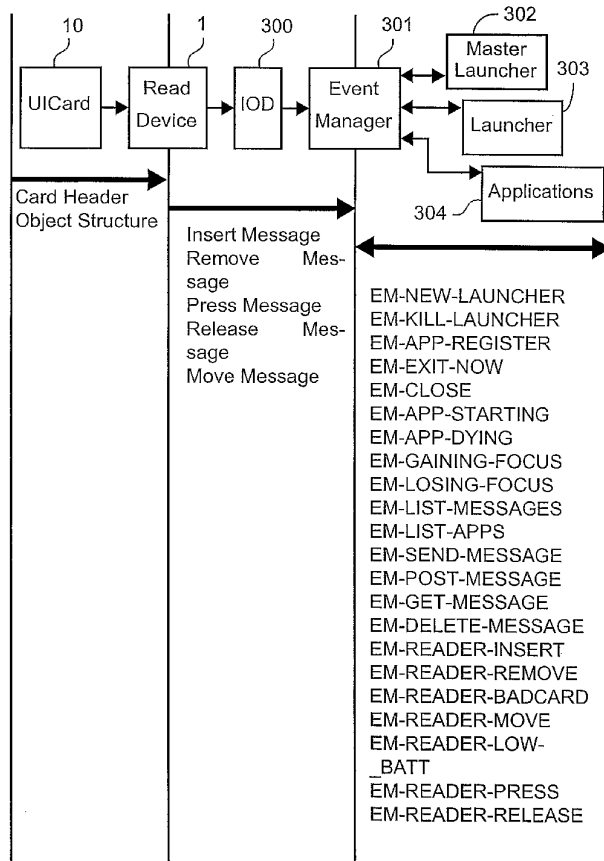 10
1
300
301
302
303
UICard
Read
Device
IOD
Event
Manager
Master
Launcher
Launcher
Applications
304
Card Header
Object Structure
Insert Message
Remove Mes-
sage
Press Message
Release Mes-
sage
Move Message
EM-NEW-LAUNCHER
EM-KILL-LAUNCHER
EM-APP-REGISTER
EM-EXIT-NOW
EM-CLOSE
EM-APP-STARTING
EM-APP-DYING
EM-GAINING-FOCUS
EM-LOSING-FOCUS
EM-LIST-MESSAGES
EM-LIST-APPS
EM-SEND-MESSAGE
EM-POST-MESSAGE
EM-GET-MESSAGE
EM-DELETE-MESSAGE
EM-READER-INSERT
EM-READER-REMOVE
EM-READER-BADCARD
EM-READER-MOVE
EM-READER-LOW-
_BATT
EM-READER-PRESS
EM-READER-RELEASE